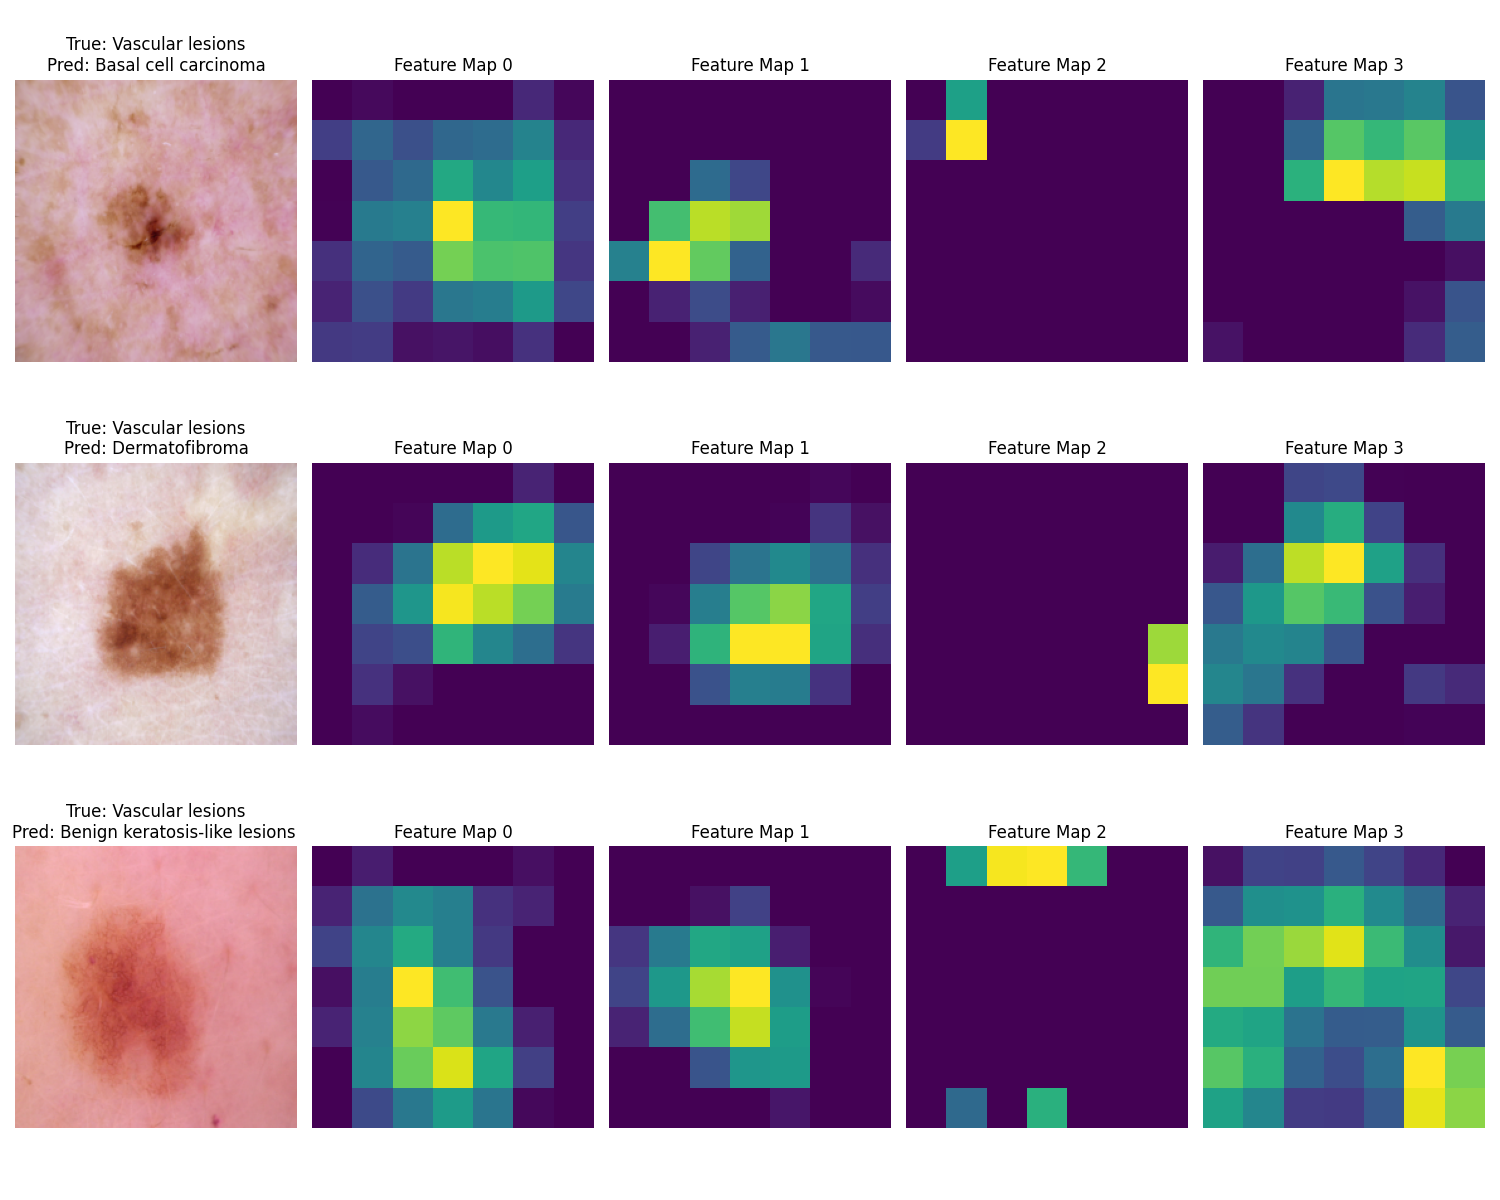 True: Vascular lesions
Pred: Basal cell carcinoma
Feature Map 0
Feature Map 1
Feature Map 2
Feature Map 3
True: Vascular lesions
Pred: Dermatofibroma
Feature Map 0
Feature Map 1
Feature Map 2
Feature Map 3
True: Vascular lesions
Pred: Benign keratosis-like lesions
Feature Map 0
Feature Map 1
Feature Map 2
Feature Map 3